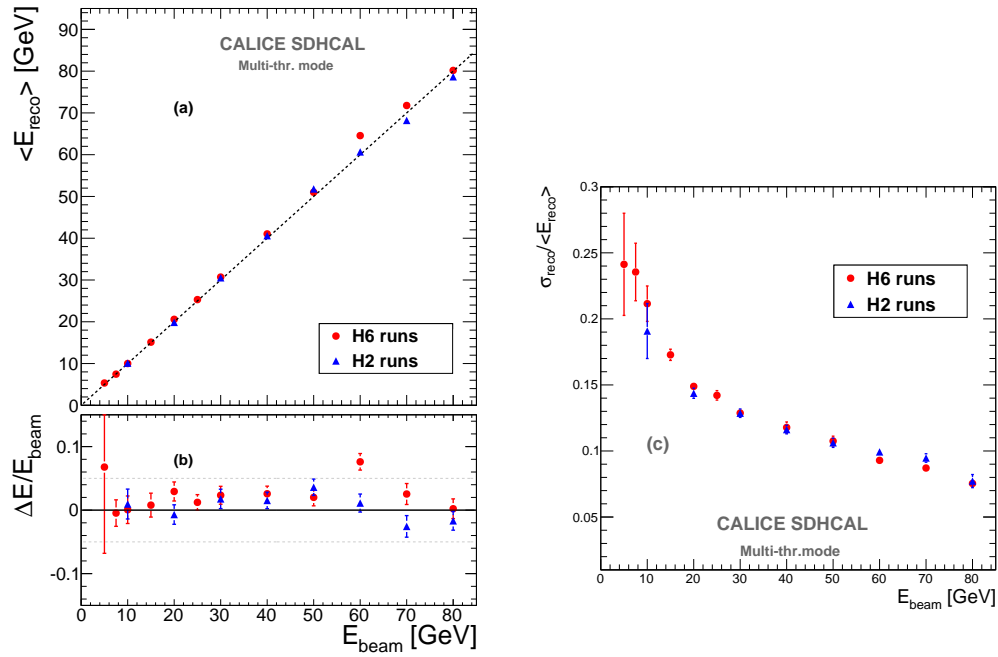 <E_reco> [GeV]
90
80
70
60
50
40
30
20
10
0
CALICE SDHCAL
Multi-thr. mode
(a)
H6 runs
H2 runs
ΔE/E_beam
0.1
0
-0.1
(b)
0 10 20 30 40 50 60 70 80
E_beam [GeV]
σ_reco/<E_reco>
0.3
0.25
0.2
0.15
0.1
0.05
H6 runs
H2 runs
(c)
CALICE SDHCAL
Multi-thr.mode
0 10 20 30 40 50 60 70 80
E_beam [GeV]